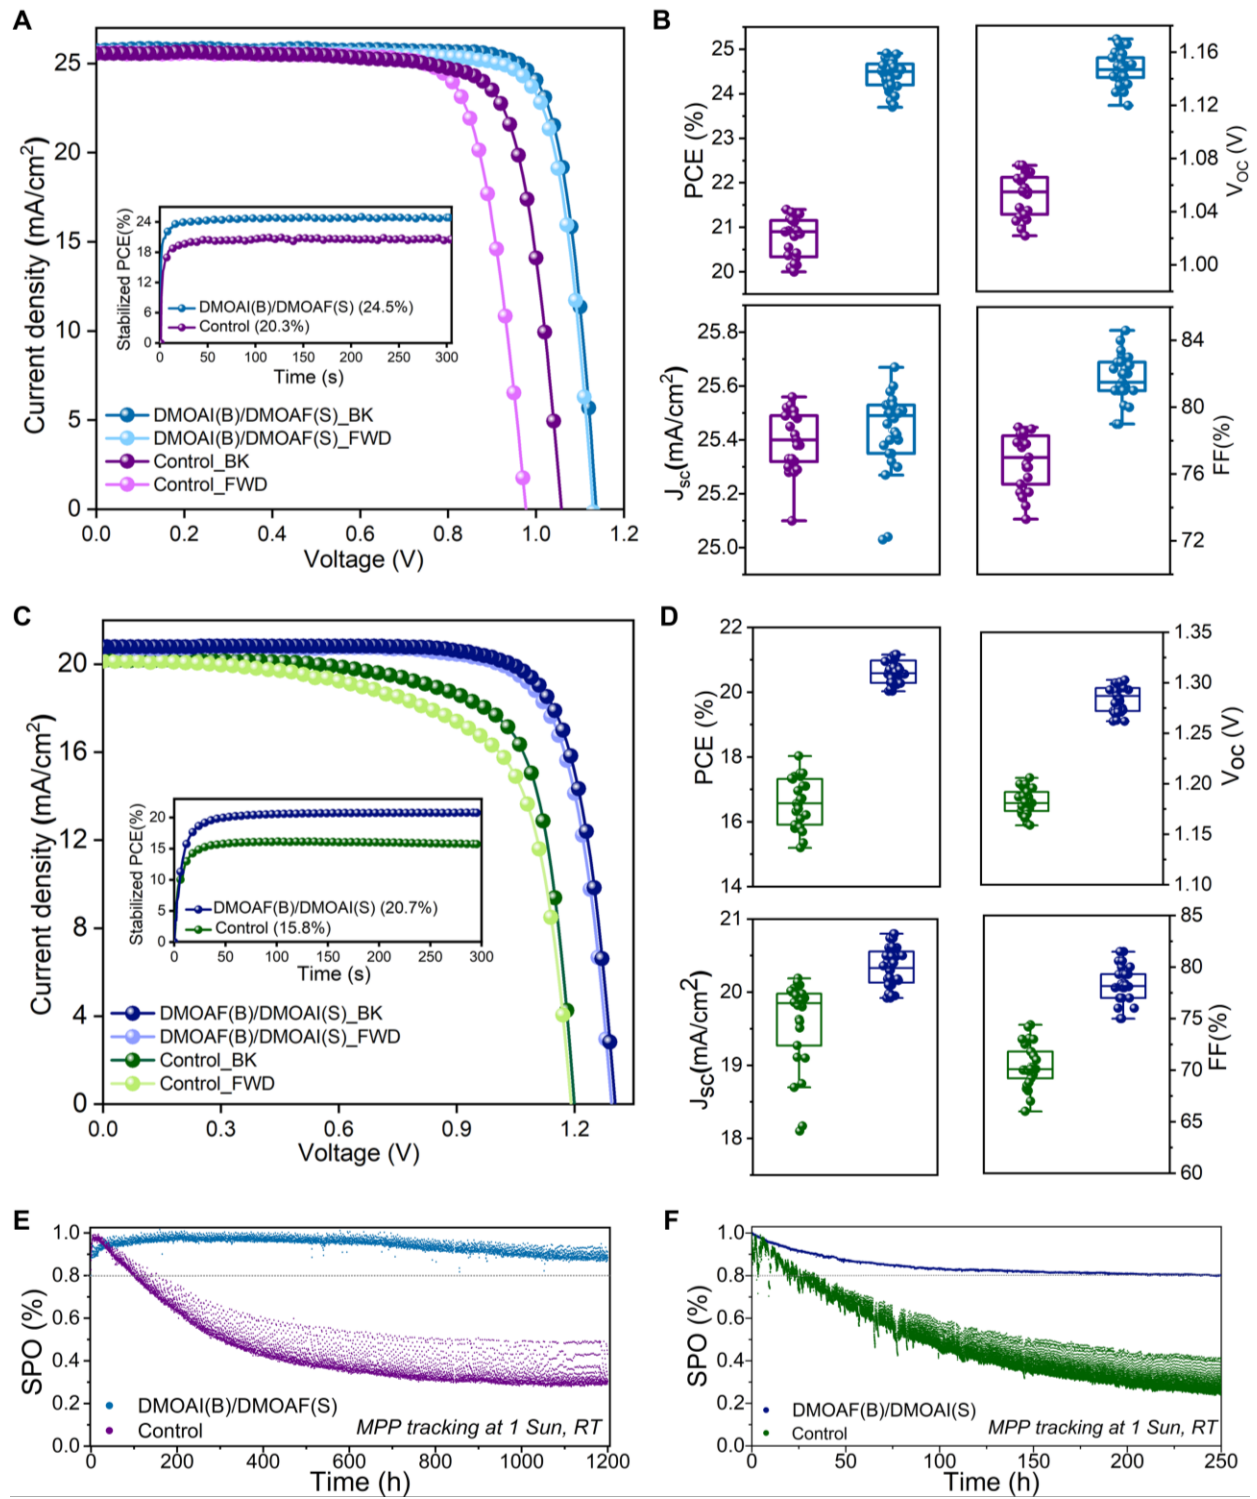 A
Current density (mA/cm²)
25
20
15
10
5
0
0.0 0.2 0.4 0.6 0.8 1.0 1.2
Voltage (V)
Stabilized PCE(%)
24
18
12
6
0
0 50 100 150 200 250 300
Time (s)
DMOAI(B)/DMOAF(S) (24.5%)
Control (20.3%)
DMOAI(B)/DMOAF(S)_BK
DMOAI(B)/DMOAF(S)_FWD
Control_BK
Control_FWD
B
PCE (%)
25
24
23
22
21
20
1.16
1.12
1.08
1.04
1.00
VOC (V)
Jsc(mA/cm²)
25.8
25.6
25.4
25.2
25.0
84
80
76
72
FF(%)
C
Current density (mA/cm²)
20
16
12
8
4
0
0.0 0.3 0.6 0.9 1.2
Voltage (V)
Stabilized PCE(%)
20
15
10
5
0
0 50 100 150 200 250 300
Time (s)
DMOAF(B)/DMOAI(S) (20.7%)
Control (15.8%)
DMOAF(B)/DMOAI(S)_BK
DMOAF(B)/DMOAI(S)_FWD
Control_BK
Control_FWD
D
PCE (%)
22
20
18
16
14
1.35
1.30
1.25
1.20
1.15
1.10
VOC (V)
JSC(mA/cm²)
21
20
19
18
85
80
75
70
65
60
FF(%)
E
SPO (%)
1.0
0.8
0.6
0.4
0.2
0.0
DMOAI(B)/DMOAF(S)
Control
MPP tracking at 1 Sun, RT
0 200 400 600 800 1000 1200
Time (h)
F
SPO (%)
1.0
0.8
0.6
0.4
0.2
0.0
DMOAF(B)/DMOAI(S)
Control
MPP tracking at 1 Sun, RT
0 50 100 150 200 250
Time (h)